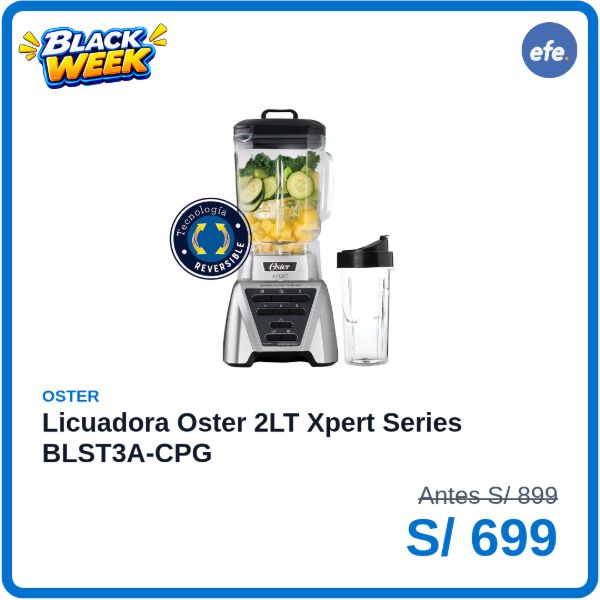 BLACK
WEEK
efe.
Tecnología
REVERSIBLE
Oster
XPERT
OSTER
Licuadora Oster 2LT Xpert Series
BLST3A-CPG
Antes S/ 899
S/ 699